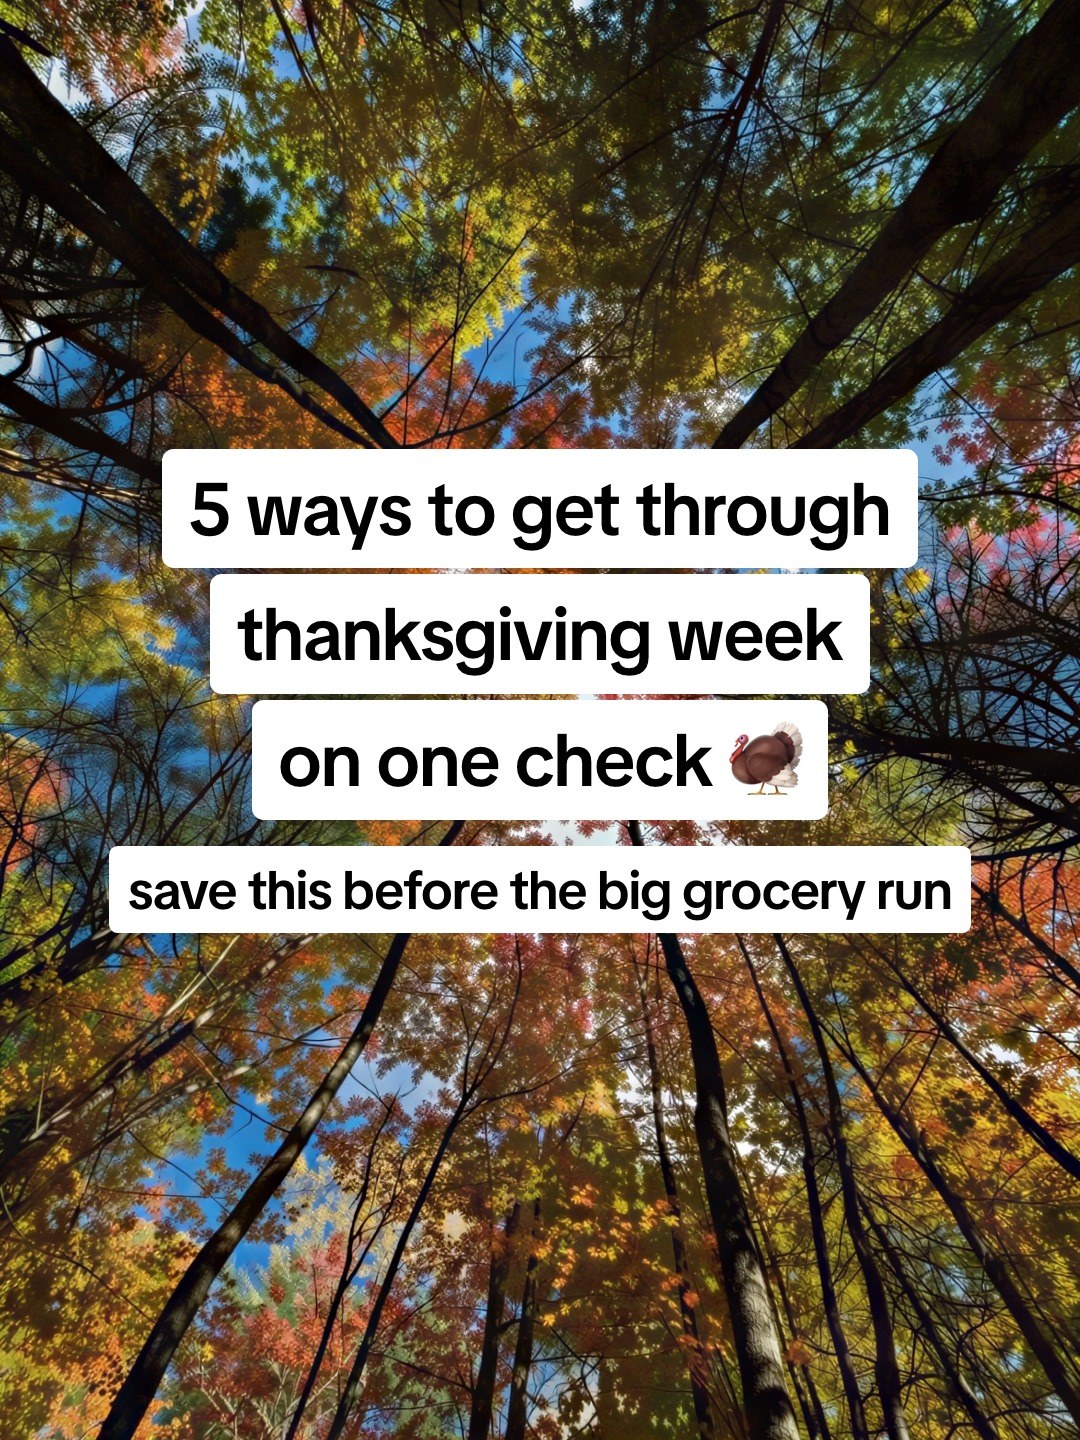 5 ways to get through
thanksgiving week
on one check 🦃
save this before the big grocery run